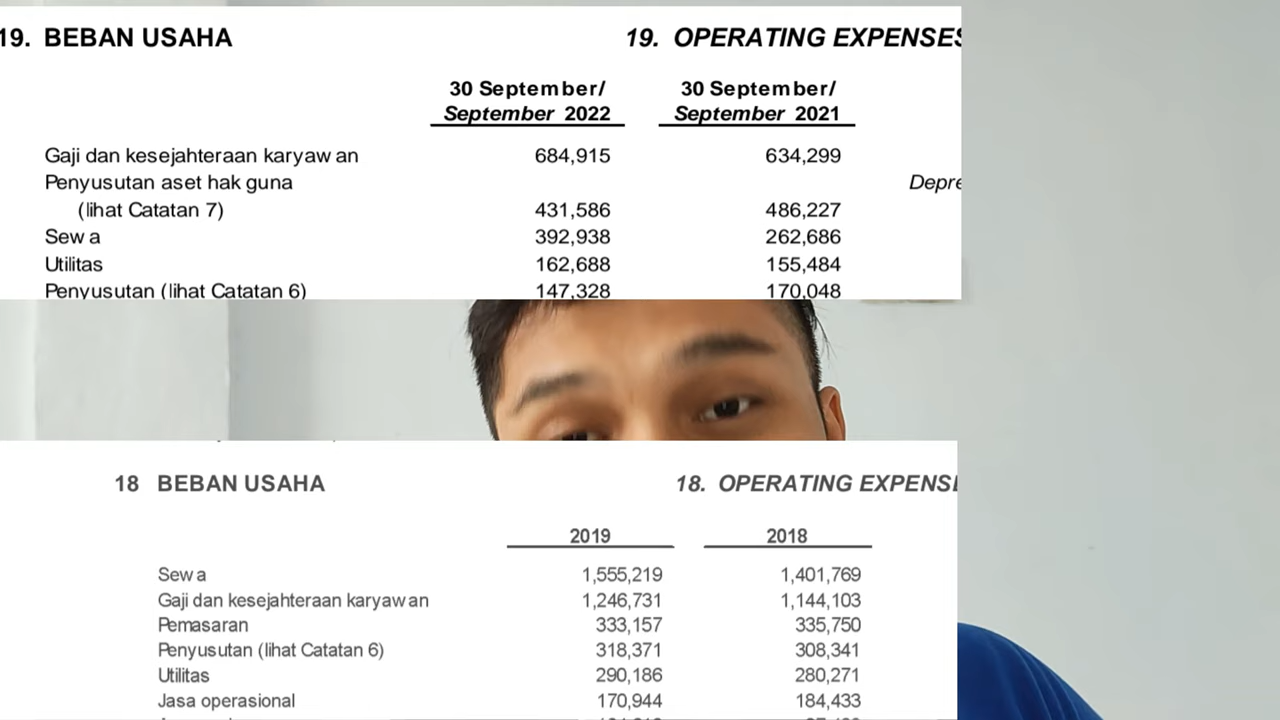 19. BEBAN USAHA 19. OPERATING EXPENSES
30 September/ 30 September/
September 2022 September 2021
Gaji dan kesejahteraan karyawan 684,915 634,299
Penyusutan aset hak guna
(lihat Catatan 7) 431,586 486,227
Sewa 392,938 262,686
Utilitas 162,688 155,484
Penyusutan (lihat Catatan 6) 147,328 170,048
18 BEBAN USAHA 18. OPERATING
2019 2018
Sewa 1,555,219 1,401,769
Gaji dan kesejahteraan karyawan 1,246,731 1,144,103
Pemasaran 333,157 335,750
Penyusutan (lihat Catatan 6) 318,371 308,341
Utilitas 290,186 280,271
Jasa operasional 170,944 184,433